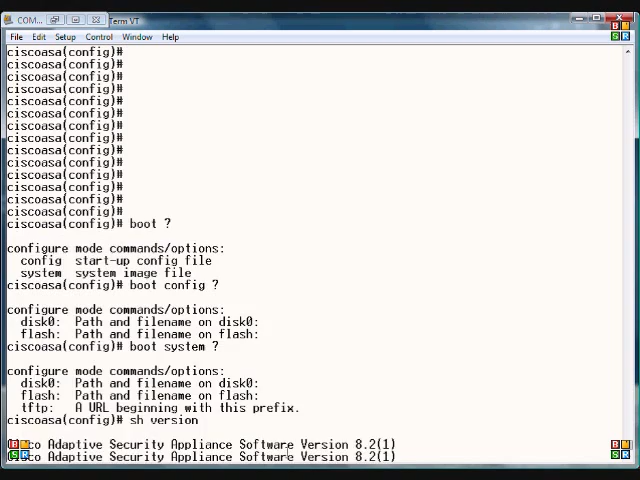 COM... Term VT
File Edit Setup Control Window Help
ciscoasa(config)#
ciscoasa(config)#
ciscoasa(config)#
ciscoasa(config)#
ciscoasa(config)#
ciscoasa(config)#
ciscoasa(config)#
ciscoasa(config)#
ciscoasa(config)#
ciscoasa(config)#
ciscoasa(config)#
ciscoasa(config)#
ciscoasa(config)#
ciscoasa(config)#
ciscoasa(config)# boot ?
configure mode commands/options:
config start-up config file
system system image file
ciscoasa(config)# boot config ?
configure mode commands/options:
disk0: Path and filename on disk0:
flash: Path and filename on flash:
ciscoasa(config)# boot system ?
configure mode commands/options:
disk0: Path and filename on disk0:
flash: Path and filename on flash:
tftp: A URL beginning with this prefix.
ciscoasa(config)# sh version
Cisco Adaptive Security Appliance Software Version 8.2(1)
Cisco Adaptive Security Appliance Software Version 8.2(1)